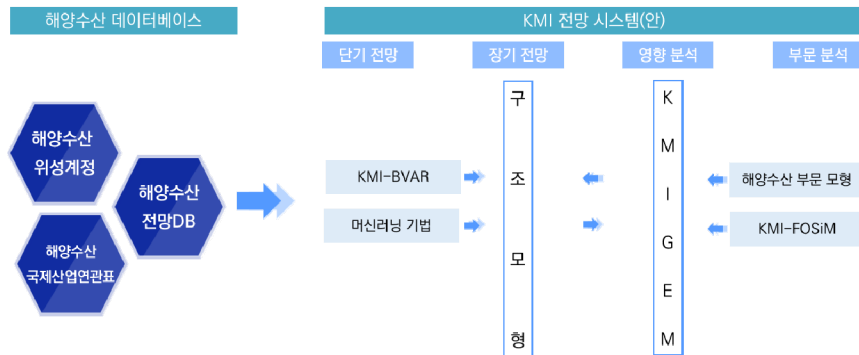 해양수산 데이터베이스
KMI 전망 시스템(안)
단기 전망
장기 전망
영향 분석
부문 분석
해양수산
위성계정
해양수산
전망DB
해양수산
국제산업연관표
KMI-BVAR
머신러닝 기법
구
조
모
형
K
M
I
G
E
M
해양수산 부문 모형
KMI-FOSiM